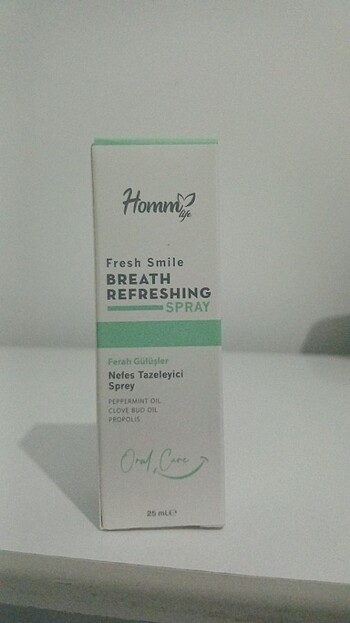 Homm
life
Fresh Smile
BREATH
REFRESHING
SPRAY
Ferah Gülüşler
Nefes Tazeleyici
Sprey
PEPPERMINT OIL
CLOVE BUD OIL
PROPOLIS
Oral Care
25 mL ℮